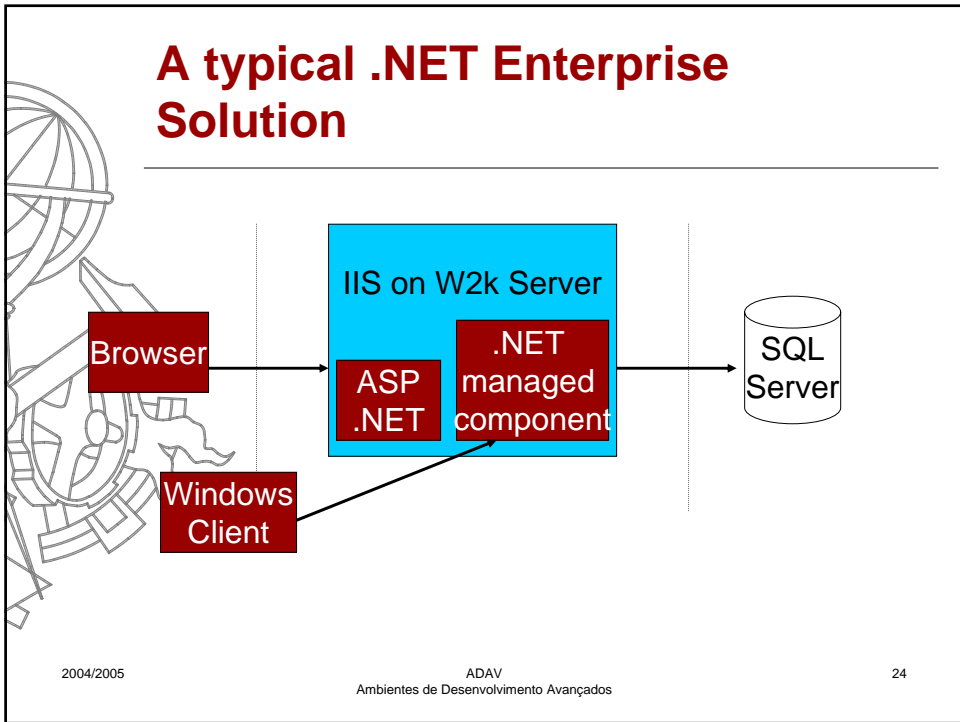 A typical .NET Enterprise
Solution
IIS on W2k Server
Browser
ASP
.NET
.NET
managed
component
SQL
Server
Windows
Client
2004/2005
ADAV
Ambientes de Desenvolvimento Avançados
24